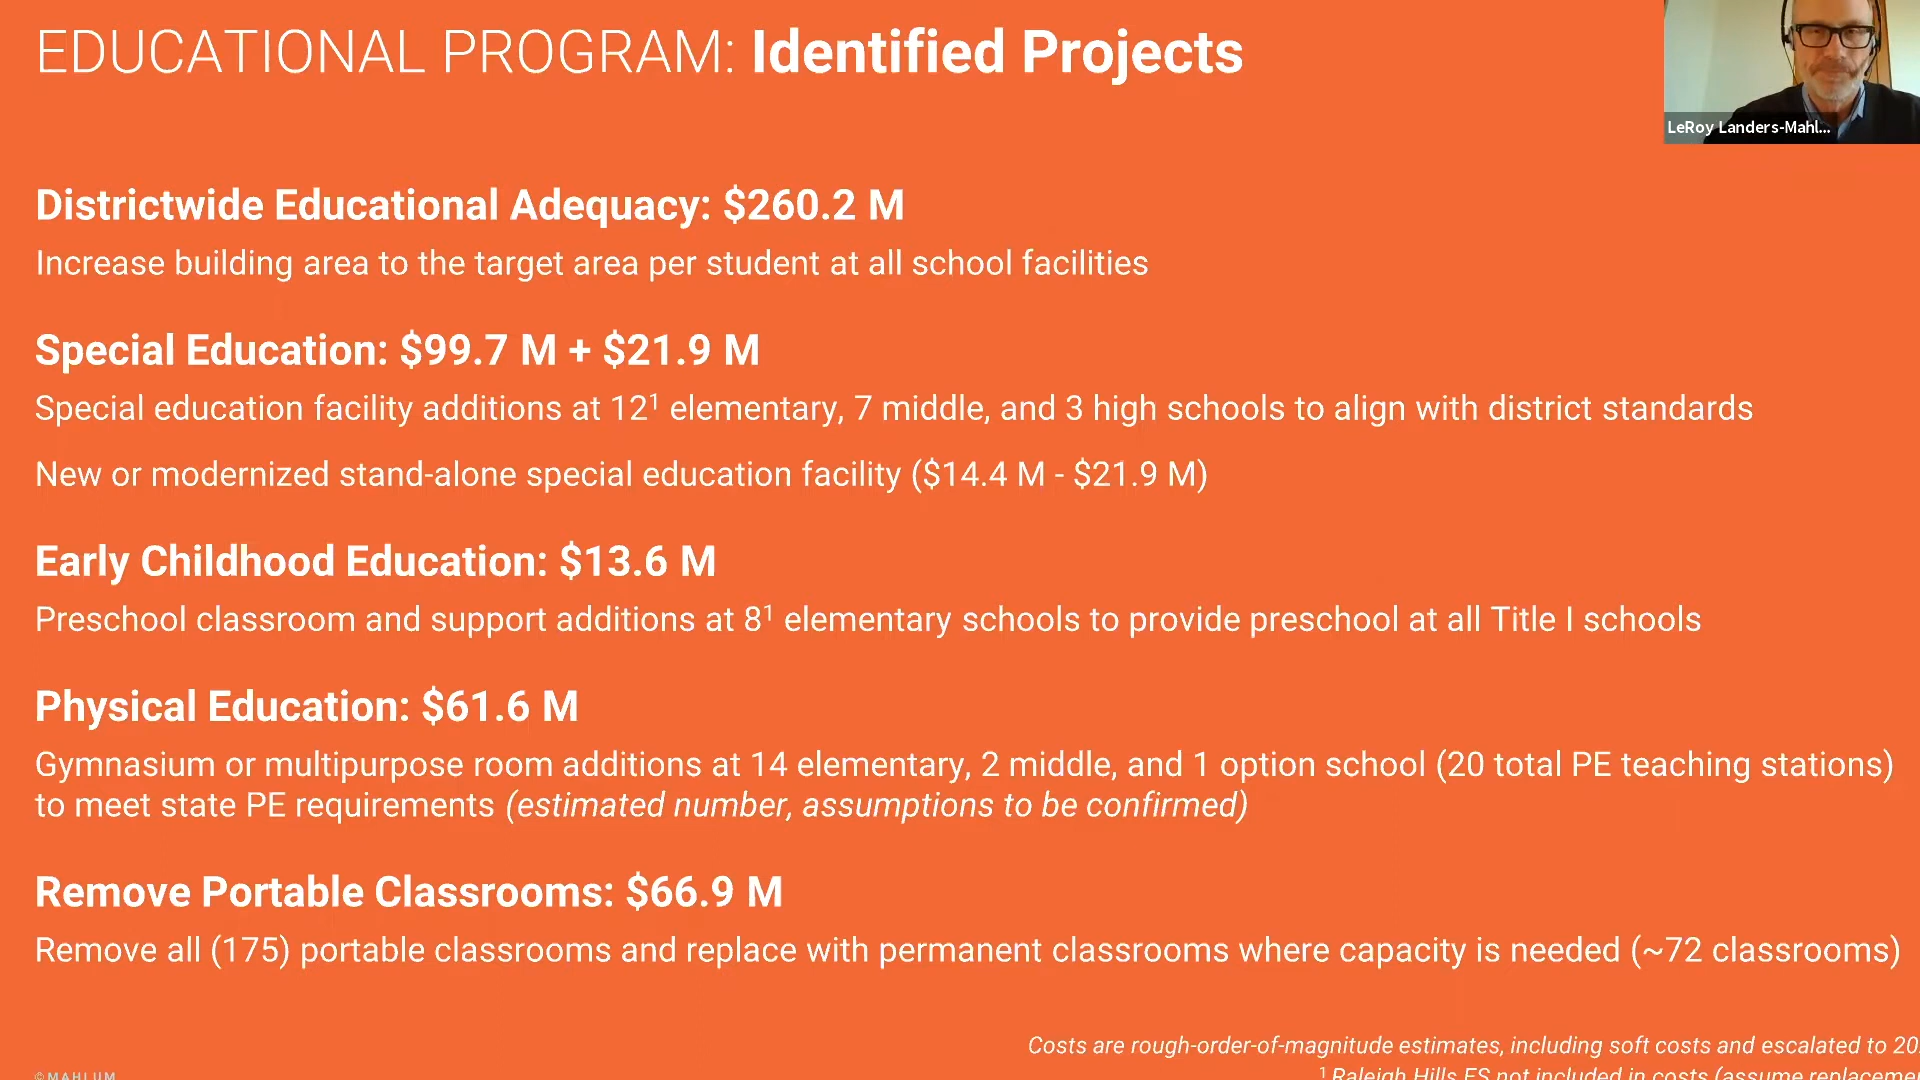 EDUCATIONAL PROGRAM: Identified Projects
LeRoy Landers-Mahl...
Districtwide Educational Adequacy: $260.2 M
Increase building area to the target area per student at all school facilities
Special Education: $99.7 M + $21.9 M
Special education facility additions at 12¹ elementary, 7 middle, and 3 high schools to align with district standards
New or modernized stand-alone special education facility ($14.4 M - $21.9 M)
Early Childhood Education: $13.6 M
Preschool classroom and support additions at 8¹ elementary schools to provide preschool at all Title I schools
Physical Education: $61.6 M
Gymnasium or multipurpose room additions at 14 elementary, 2 middle, and 1 option school (20 total PE teaching stations)
to meet state PE requirements (estimated number, assumptions to be confirmed)
Remove Portable Classrooms: $66.9 M
Remove all (175) portable classrooms and replace with permanent classrooms where capacity is needed (~72 classrooms)
Costs are rough-order-of-magnitude estimates, including soft costs and escalated to
¹ Raleigh Hills ES not included in costs (assume
© MAHLUM